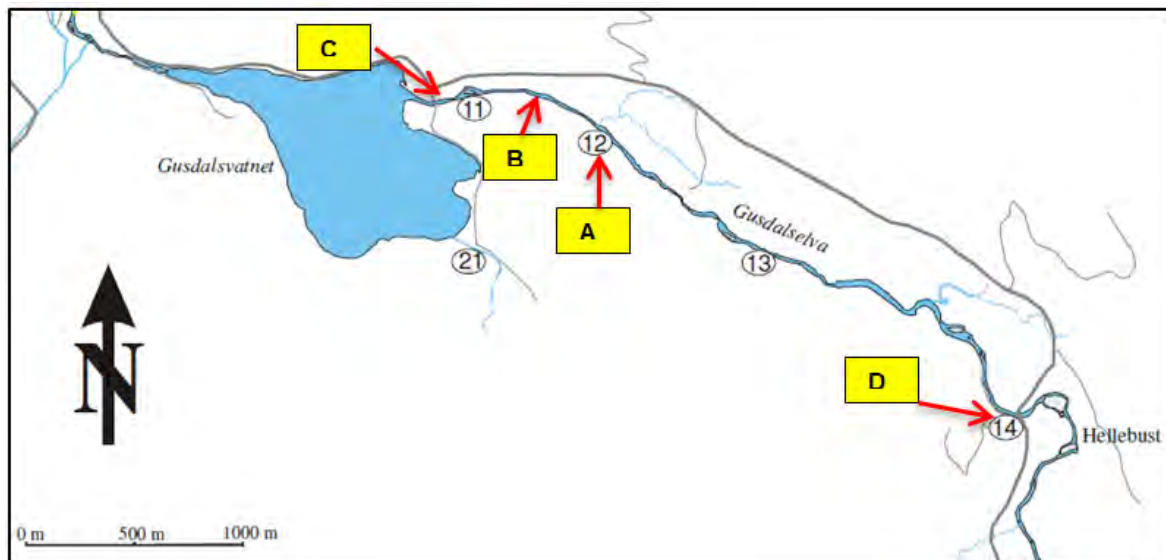 C
11
B
12
Gusdalsvatnet
A
Gusdalselva
21
13
N
D
14
Hellebust
0 m 500 m 1000 m